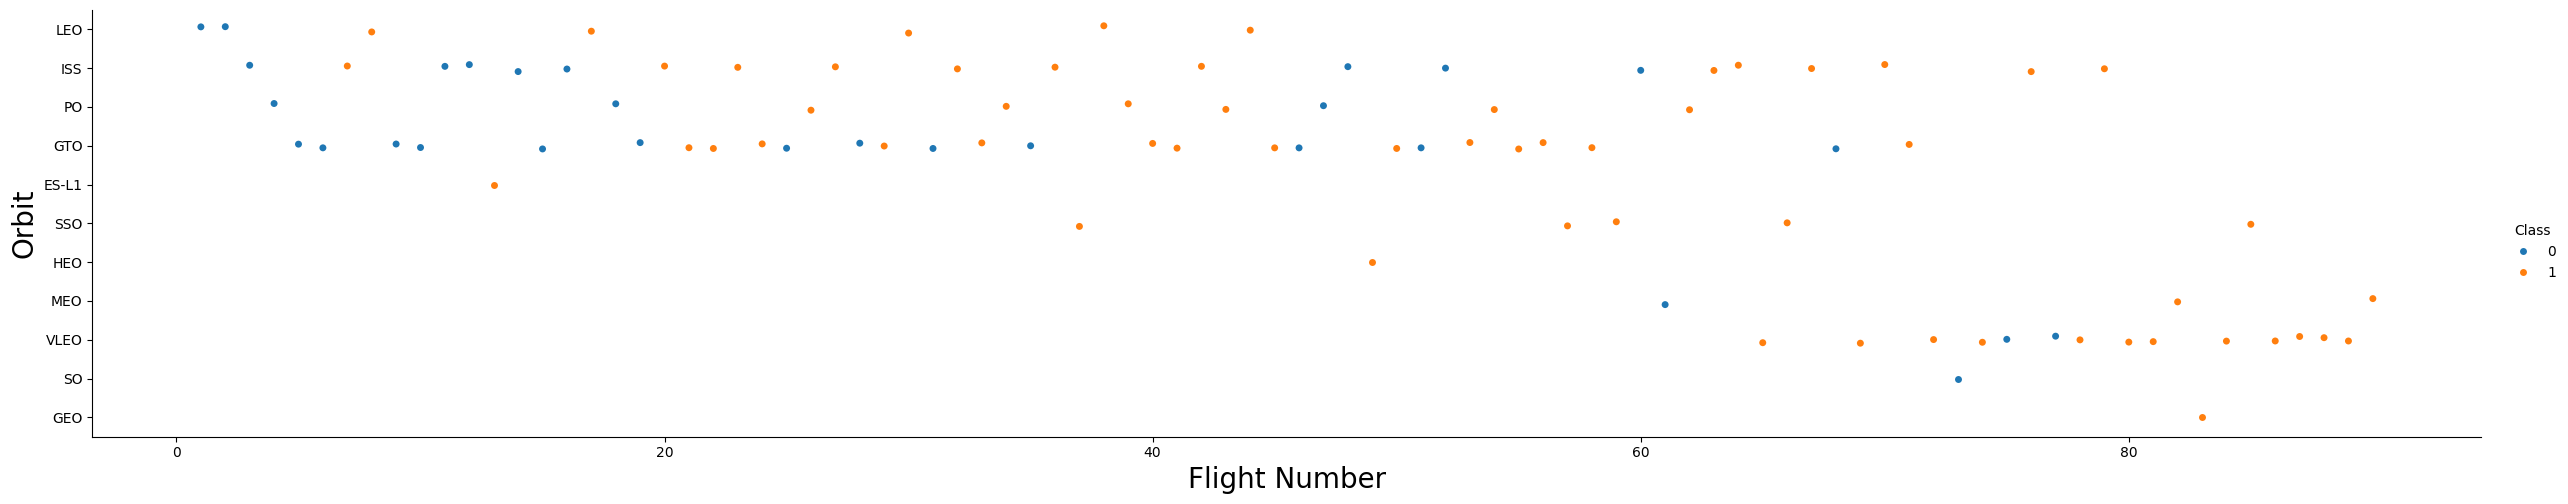 LEO
ISS
PO
GTO
ES-L1
SSO
HEO
MEO
VLEO
SO
GEO
Orbit
0 20 40 60 80
Flight Number
Class
0
1